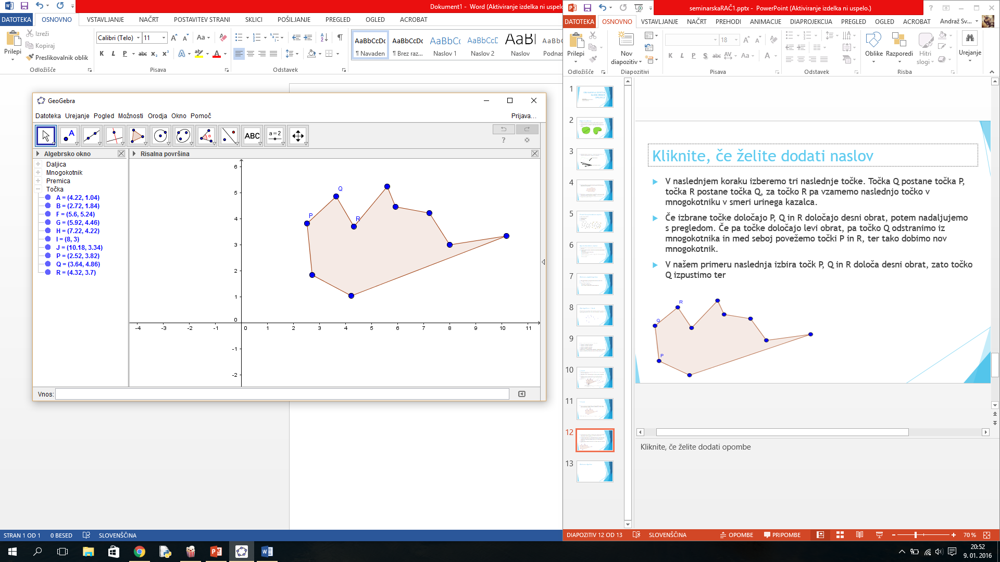 Dokument1 - Word (Aktiviranje izdelka ni uspelo
DATOTEKA OSNOVNO VSTAVLJANJE NAČRT POSTAVITEV STRANI SKLICI POŠILJANJE PREGLED OGLED ACROBAT
Prilepi
Izreži
Kopiraj
Preslikovalnik oblik
Odložišče
Calibri (Telo) 11
K L P abc x₂ x²
Pisava
Odstavek
AaBbCcDc AaBbCcDc AaBbCc AaBbCcD AaBl AaBbCcD
¶ Navaden ¶ Brez raz... Naslov 1 Naslov 2 Naslov Podnas
seminarskaRAČ1.pptx - PowerPoint (Aktiviranje izdelka ni uspelo.)
DATOTEKA OSNOVNO VSTAVLJANJE NAČRT PREHODI ANIMACIJE DIAPROJEKCIJA PREGLED OGLED ACROBAT Andraž Sv...
Prilepi
Odložišče
Nov
diapozitiv
Diapozitivi
18
K L P S abc AV Aa A
Pisava
Odstavek
Oblike Razporedi Hitri
slogi
Risba
Urejanje
GeoGebra
Datoteka Urejanje Pogled Možnosti Orodja Okno Pomoč Prijava...
A ABC a = 2
Algebrsko okno
Risalna površina
Daljica
Mnogokotnik
Premica
Točka
A = (4.22, 1.04)
B = (2.72, 1.84)
F = (5.6, 5.24)
G = (5.92, 4.46)
H = (7.22, 4.22)
I = (8, 3)
J = (10.18, 3.34)
P = (2.52, 3.82)
Q = (3.64, 4.86)
R = (4.32, 3.7)
6
5
4
3
2
1
0
-1
-2
-4 -3 -2 -1 0 1 2 3 4 5 6 7 8 9 10 11
P Q R
Vnos:
1
2
3
4
5
6
7
8
9
10
11
12
13
Kliknite, če želite dodati naslov
V naslednjem koraku izberemo tri naslednje točke. Točka Q postane točka P,
točka R postane točka Q, za točko R pa vzamemo naslednjo točko v
mnogokotniku v smeri urinega kazalca.
Če izbrane točke določajo P, Q in R določajo desni obrat, potem nadaljujemo
s pregledom. Če pa točke določajo levi obrat, pa točko Q odstranimo iz
mnogokotnika in med seboj povežemo točki P in R, ter tako dobimo nov
mnogokotnik.
V našem primeru naslednja izbira točk P, Q in R določa desni obrat, zato točko
Q izpustimo ter
R
Q
P
Kliknite, če želite dodati opombe
STRAN 1 OD 1 0 BESED SLOVENŠČINA
DIAPOZITIV 12 OD 13 SLOVENŠČINA OPOMBE PRIPOMBE 70 %
20:52
9. 01. 2016